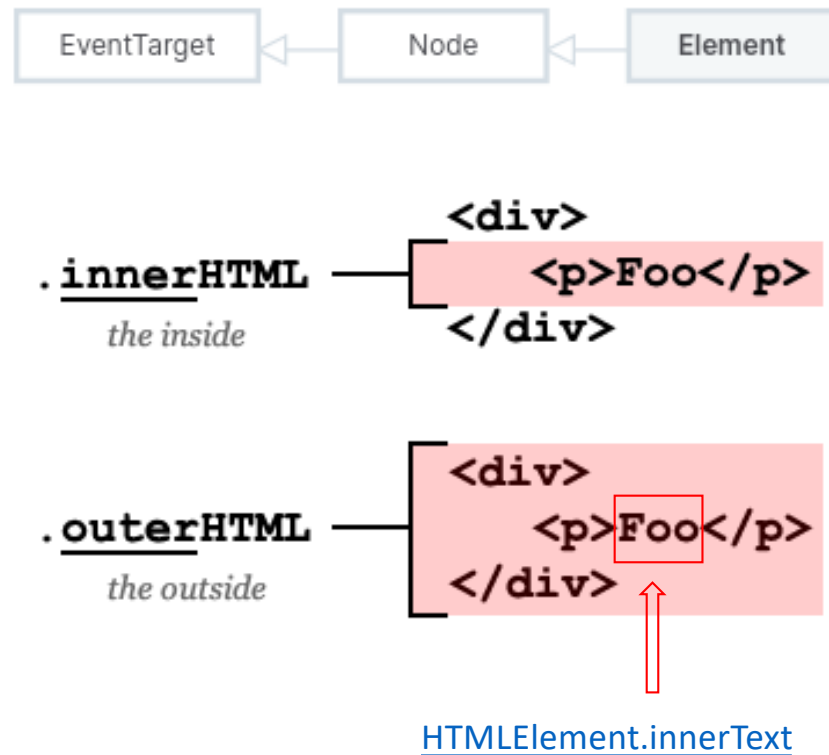 EventTarget Node Element
<div>
.innerHTML <p>Foo</p>
the inside </div>
<div>
.outerHTML <p>Foo</p>
the outside </div>
HTMLElement.innerText